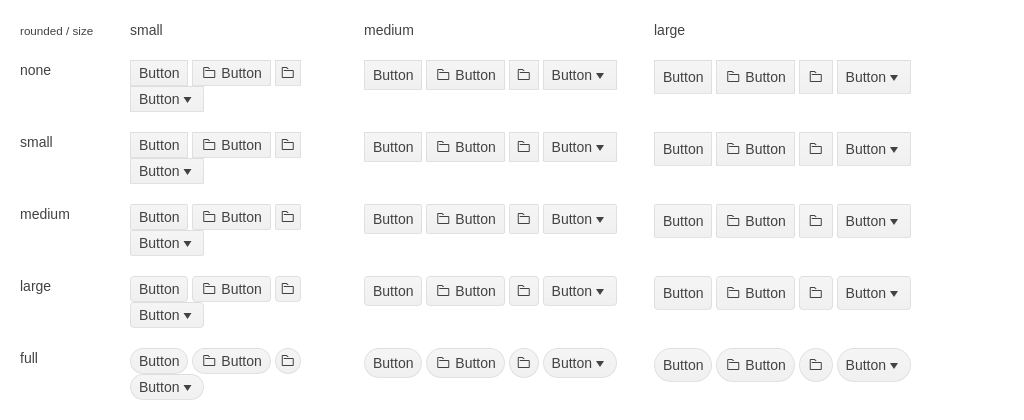 rounded / size small medium large
none Button Button Button Button Button Button Button Button
Button
small Button Button Button Button Button Button Button Button
Button
medium Button Button Button Button Button Button Button Button
Button
large Button Button Button Button Button Button Button Button
Button
full Button Button Button Button Button Button Button Button
Button